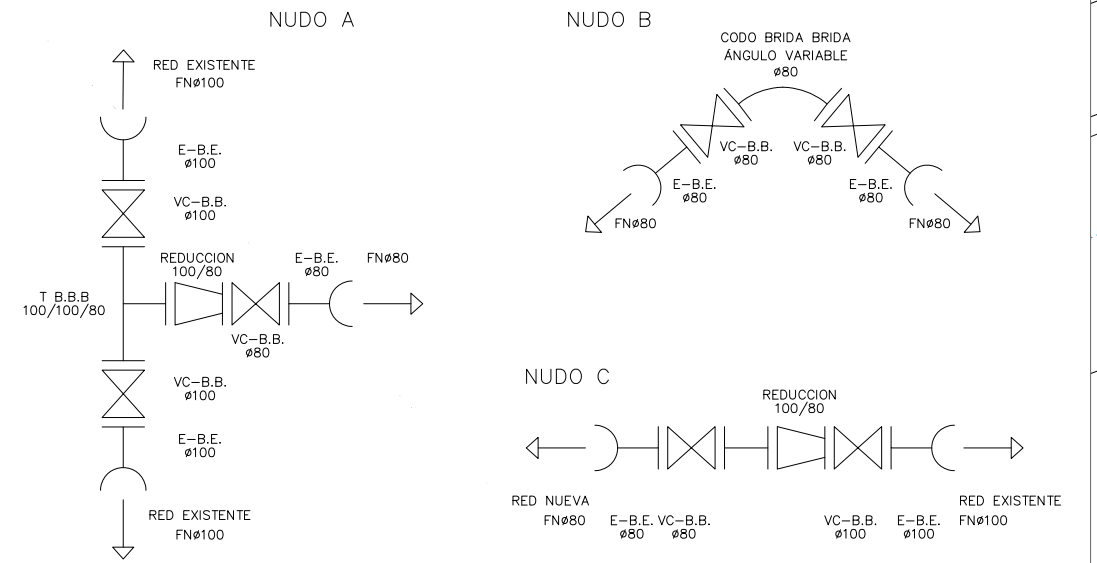 NUDO A
RED EXISTENTE
FNø100
E-B.E.
ø100
VC-B.B.
ø100
REDUCCION
100/80
E-B.E.
ø80
FNø80
T B.B.B
100/100/80
VC-B.B.
ø80
VC-B.B.
ø100
E-B.E.
ø100
RED EXISTENTE
FNø100
NUDO B
CODO BRIDA BRIDA
ÁNGULO VARIABLE
ø80
VC-B.B.
ø80
VC-B.B.
ø80
E-B.E.
ø80
E-B.E.
ø80
FNø80
FNø80
NUDO C
REDUCCION
100/80
RED NUEVA
FNø80
E-B.E.
ø80
VC-B.B.
ø80
VC-B.B.
ø100
E-B.E.
ø100
RED EXISTENTE
FNø100